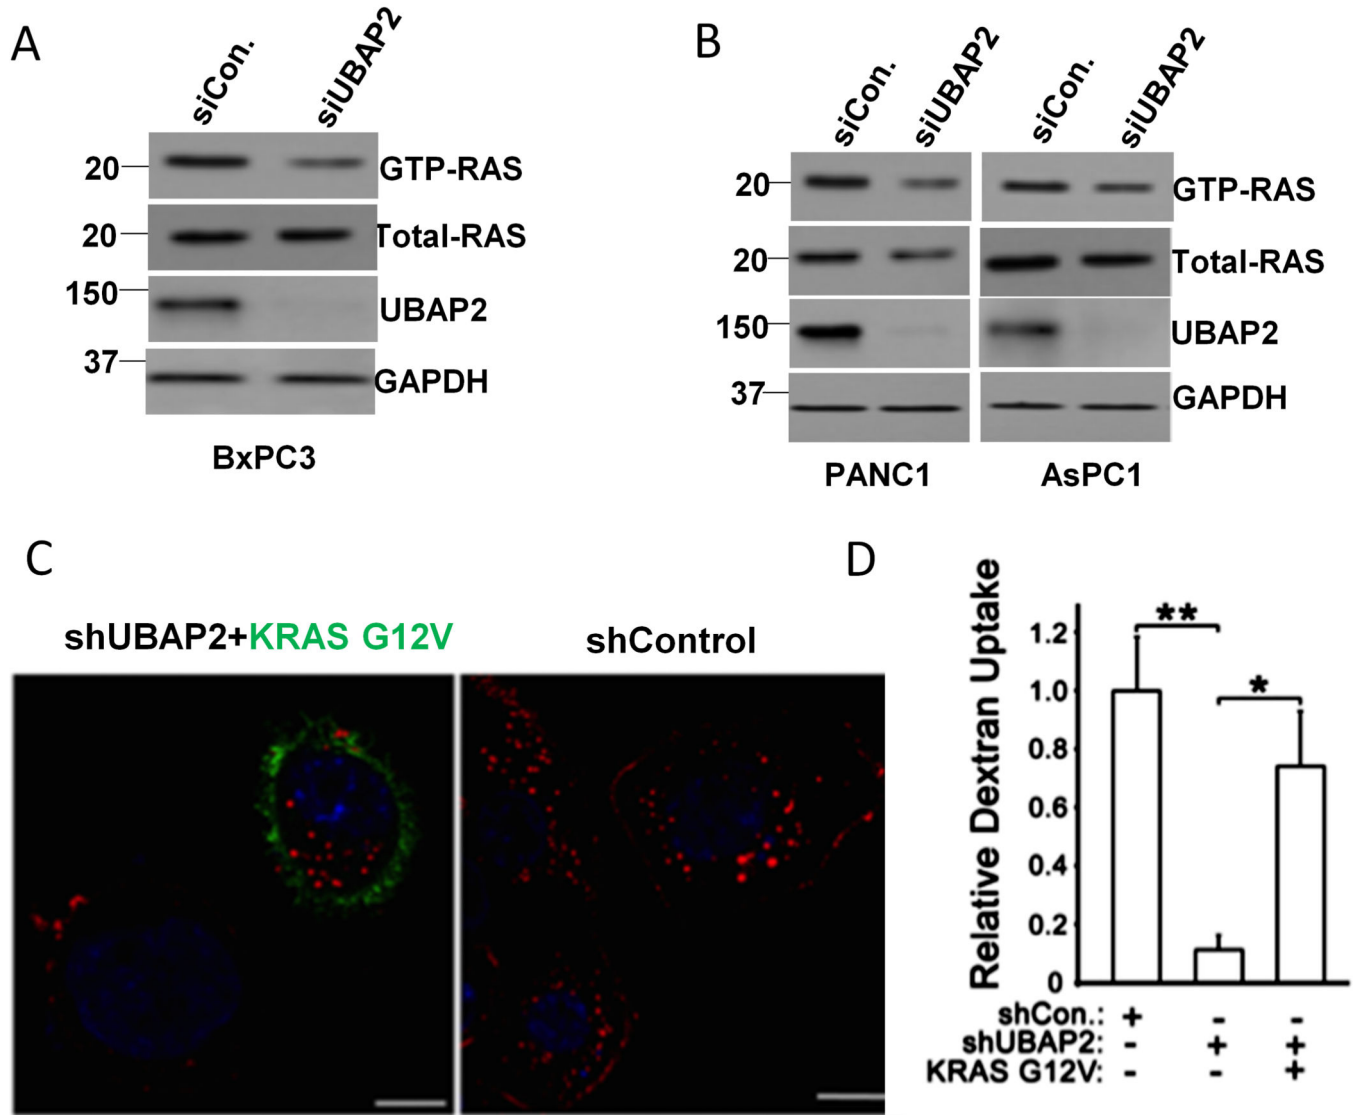 A
siCon.
siUBAP2
20
GTP-RAS
20
Total-RAS
150
UBAP2
37
GAPDH
BxPC3
B
siCon.
siUBAP2
siCon.
siUBAP2
20
GTP-RAS
20
Total-RAS
150
UBAP2
37
GAPDH
PANC1
AsPC1
C
shUBAP2+KRAS G12V
shControl
D
Relative Dextran Uptake
**
*
1.2
1.0
0.8
0.6
0.4
0.2
0
shCon.: + - -
shUBAP2: - + +
KRAS G12V: - - +